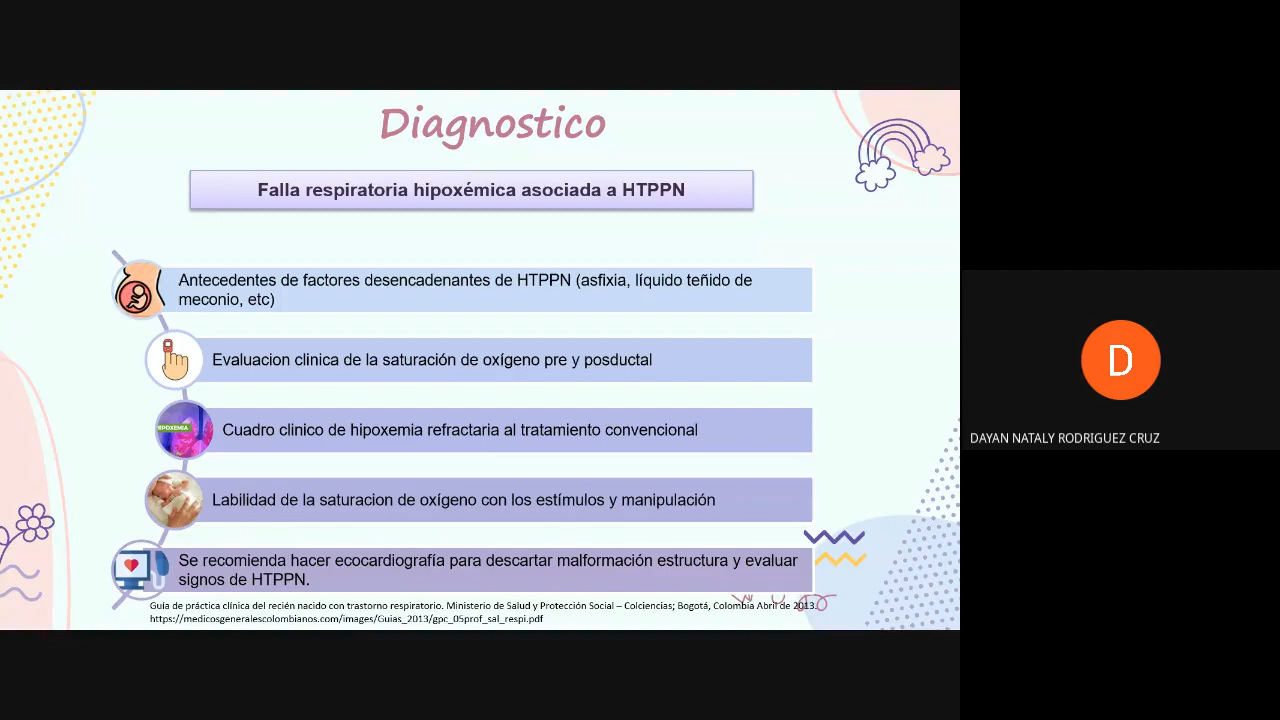 Diagnostico
Falla respiratoria hipoxémica asociada a HTPPN
Antecedentes de factores desencadenantes de HTPPN (asfixia, líquido teñido de
meconio, etc)
Evaluacion clinica de la saturación de oxígeno pre y posductal
Cuadro clinico de hipoxemia refractaria al tratamiento convencional
Labilidad de la saturacion de oxígeno con los estímulos y manipulación
Se recomienda hacer ecocardiografía para descartar malformación estructura y evaluar
signos de HTPPN.
Guia de práctica clínica del recién nacido con trastorno respiratorio. Ministerio de Salud y Protección Social – Colciencias; Bogotá, Colombia Abril de 2013.
https://medicosgeneralescolombianos.com/images/Guias_2013/gpc_05prof_sal_respi.pdf
D
DAYAN NATALY RODRIGUEZ CRUZ